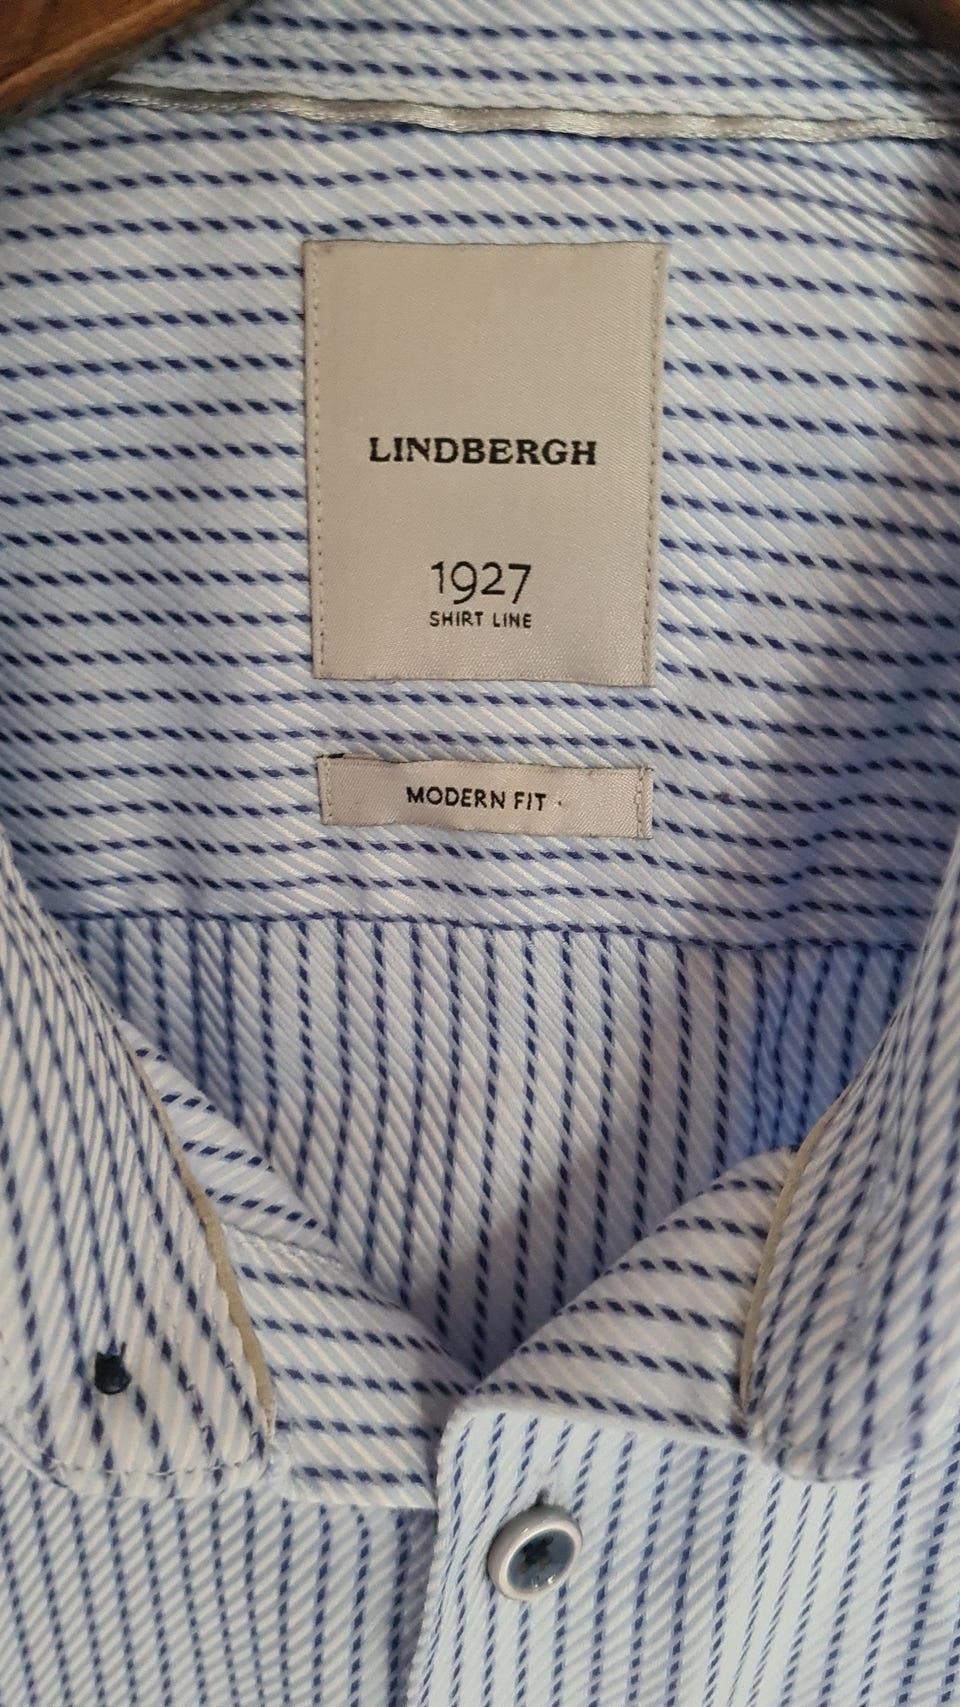 LINDBERGH
1927
SHIRT LINE
MODERN FIT